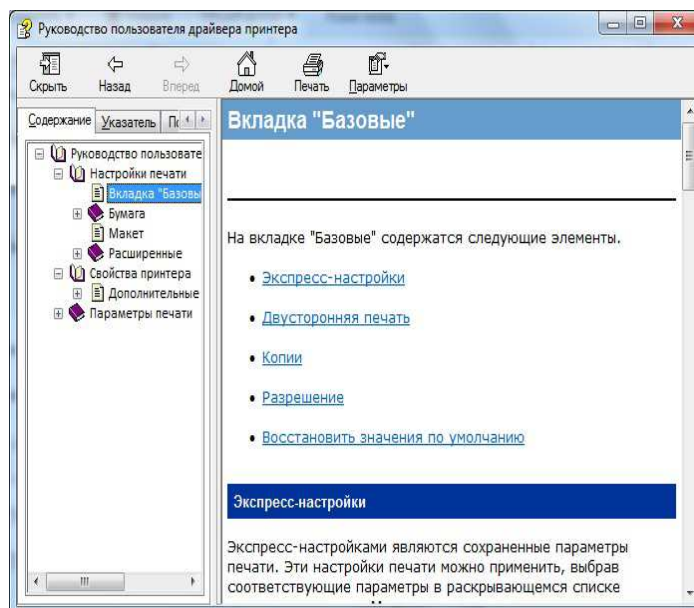 Руководство пользователя драйвера принтера
Скрыть Назад Вперед Домой Печать Параметры
Содержание Указатель
Вкладка "Базовые"
Руководство пользовате
Настройки печати
Вкладка "Базовы
Бумага
Макет
Расширенные
Свойства принтера
Дополнительные
Параметры печати
На вкладке "Базовые" содержатся следующие элементы.
• Экспресс-настройки
• Двусторонняя печать
• Копии
• Разрешение
• Восстановить значения по умолчанию
Экспресс-настройки
Экспресс-настройками являются сохраненные параметры
печати. Эти настройки печати можно применить, выбрав
соответствующие параметры в раскрывающемся списке